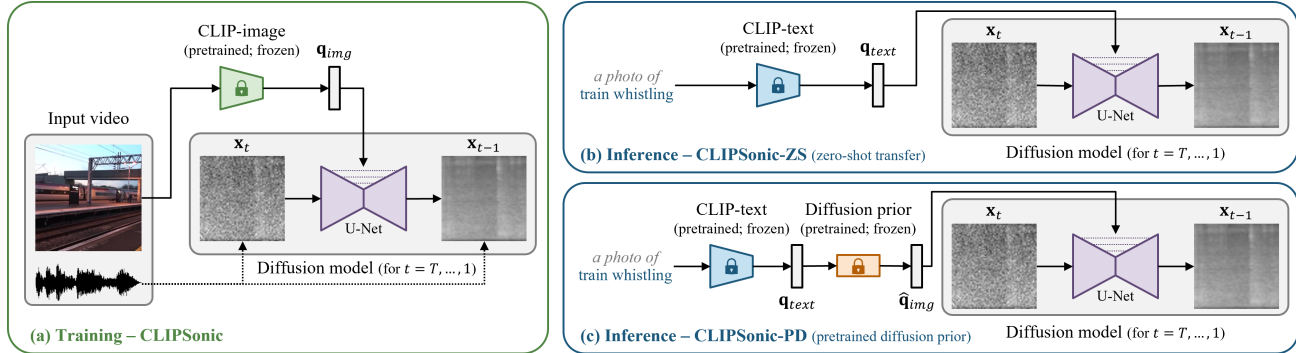 CLIP-image
(pretrained; frozen)
q_img
Input video
x_t
x_{t-1}
U-Net
Diffusion model (for t = T, ..., 1)
(a) Training – CLIPSonic
CLIP-text
(pretrained; frozen)
q_text
a photo of
train whistling
x_t
x_{t-1}
U-Net
(b) Inference – CLIPSonic-ZS (zero-shot transfer)
Diffusion model (for t = T, ..., 1)
CLIP-text
(pretrained; frozen)
Diffusion prior
(pretrained; frozen)
a photo of
train whistling
q_text
q̂_img
x_t
x_{t-1}
U-Net
(c) Inference – CLIPSonic-PD (pretrained diffusion prior)
Diffusion model (for t = T, ..., 1)